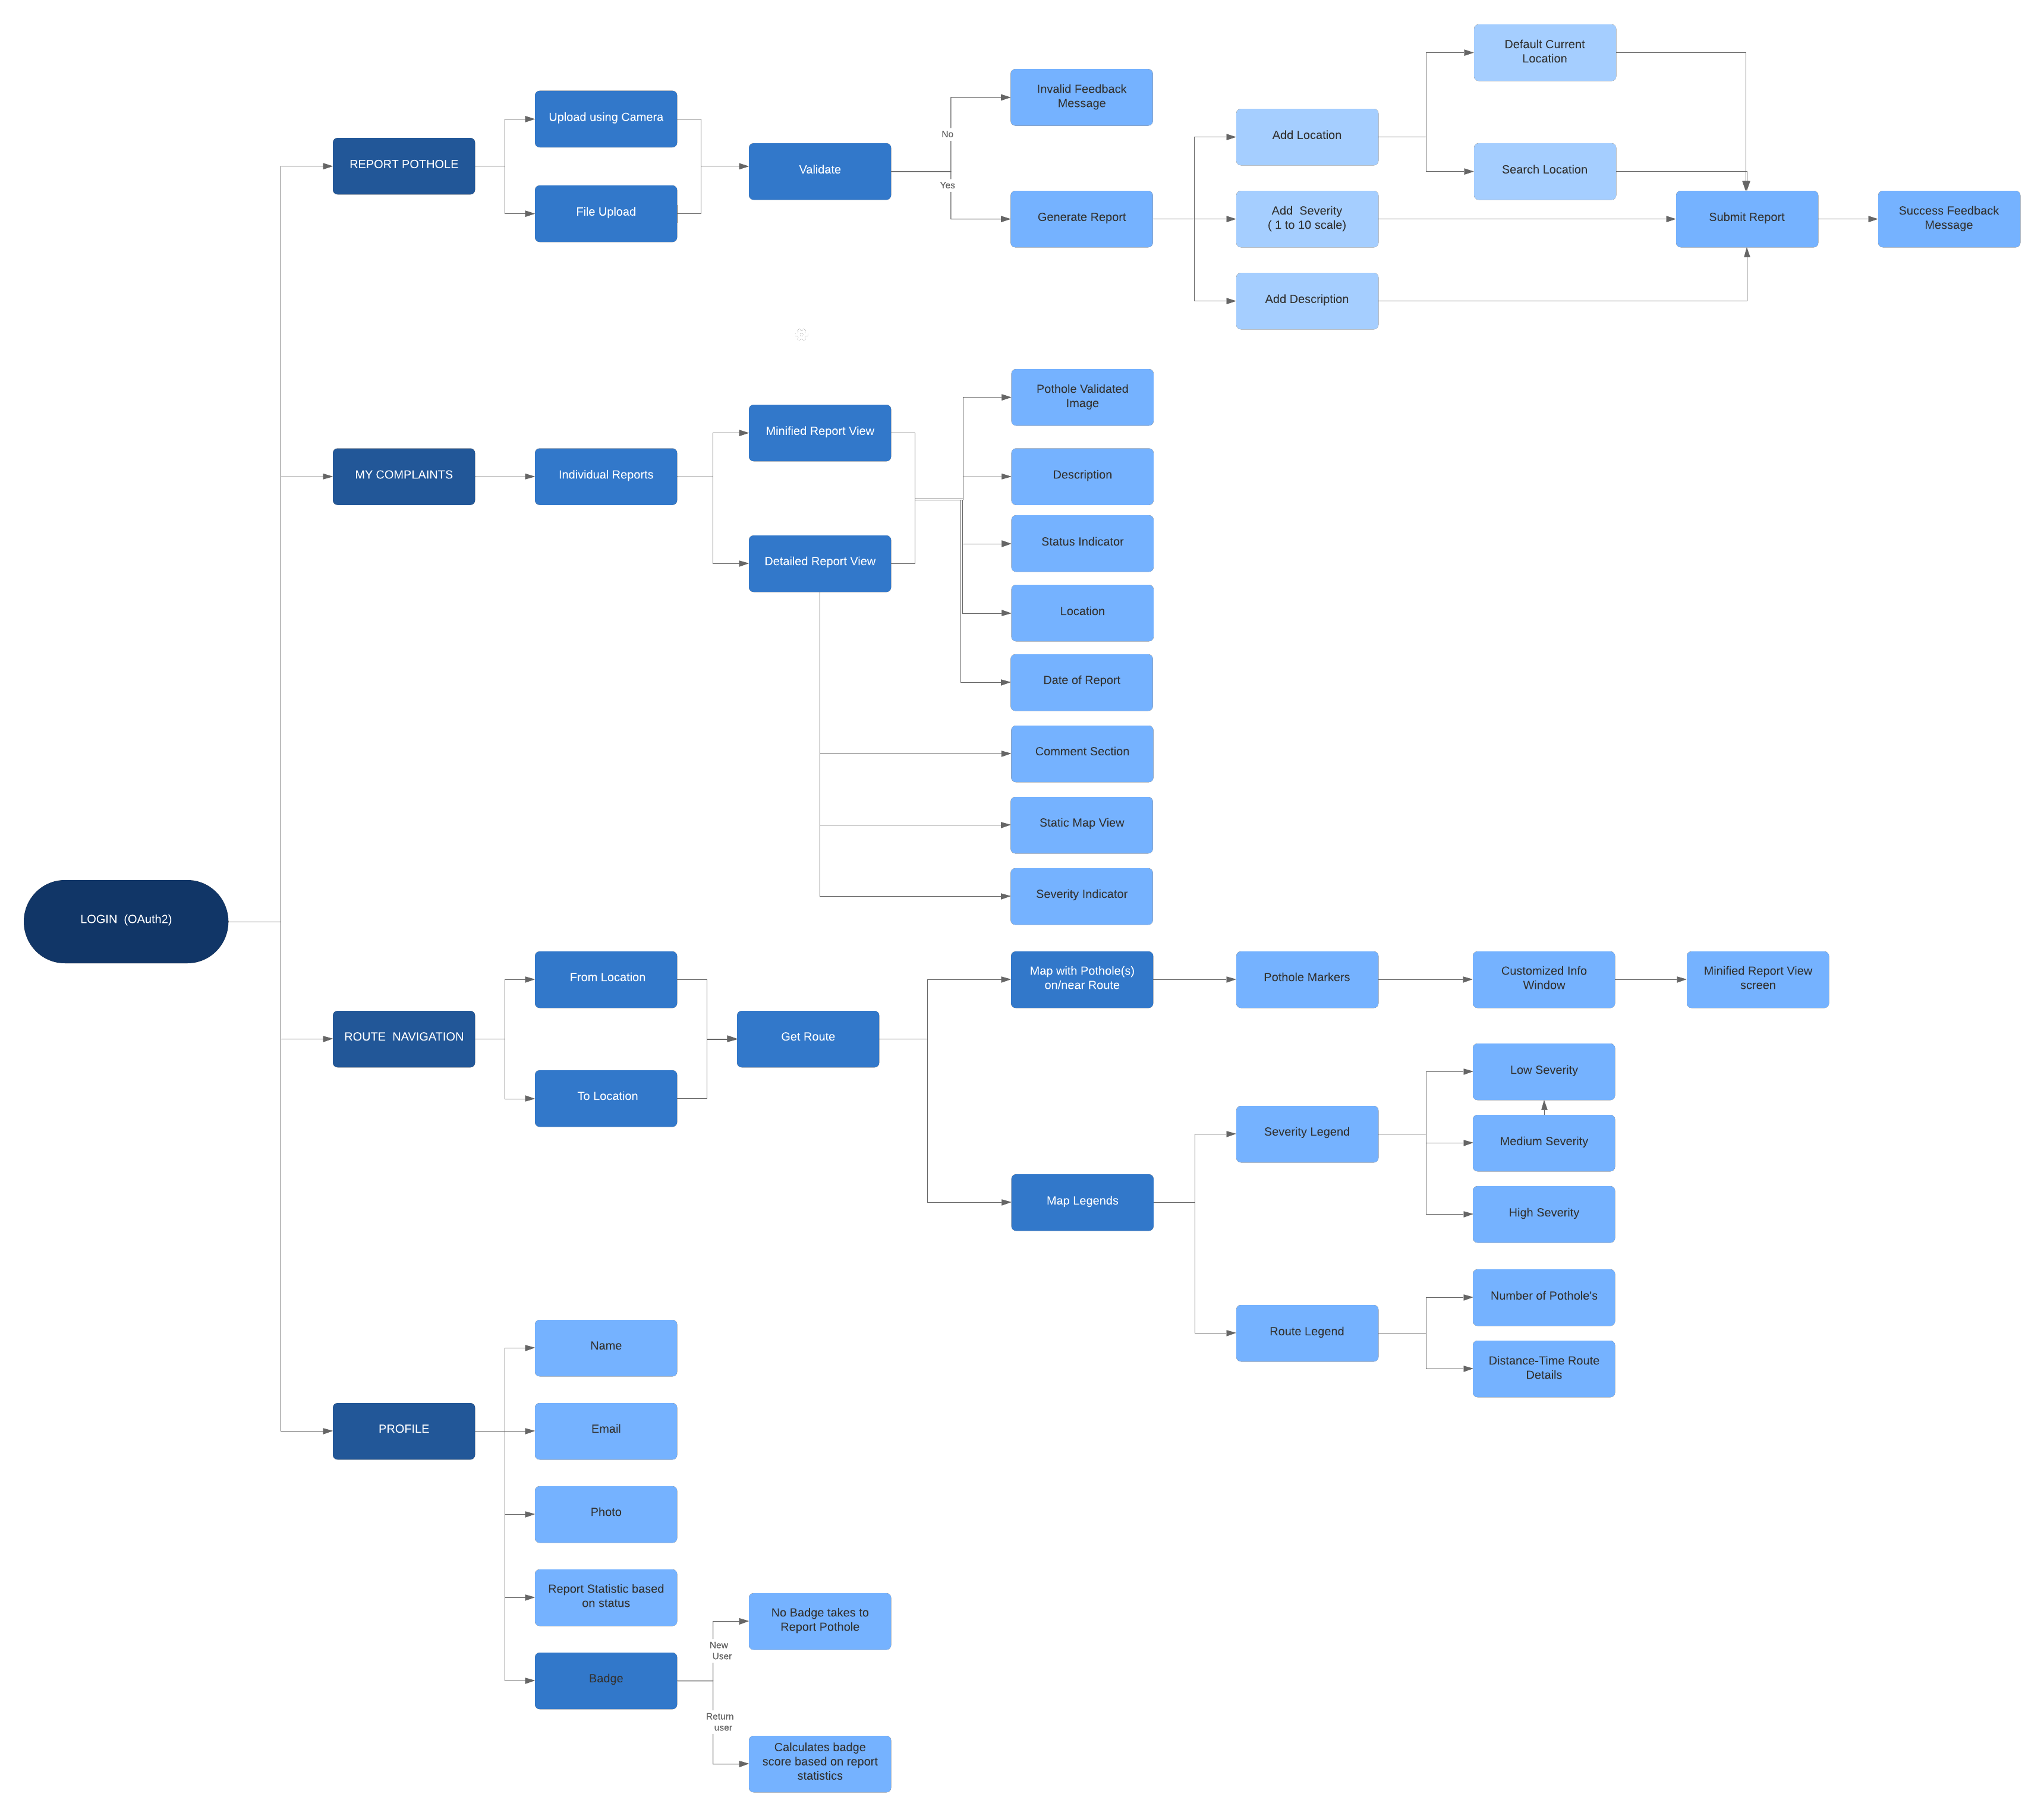 Default Current
Location
Invalid Feedback
Message
Upload using Camera
No
Add Location
REPORT POTHOLE
Validate
Search Location
Yes
File Upload
Generate Report
Add  Severity
( 1 to 10 scale)
Submit Report
Success Feedback
Message
Add Description
Pothole Validated
Image
Minified Report View
MY COMPLAINTS
Individual Reports
Description
Status Indicator
Detailed Report View
Location
Date of Report
Comment Section
Static Map View
Severity Indicator
LOGIN  (OAuth2)
From Location
Map with Pothole(s)
on/near Route
Pothole Markers
Customized Info
Window
Minified Report View
screen
ROUTE  NAVIGATION
Get Route
Low Severity
To Location
Severity Legend
Medium Severity
Map Legends
High Severity
Number of Pothole's
Route Legend
Distance-Time Route
Details
Name
PROFILE
Email
Photo
Report Statistic based
on status
No Badge takes to
Report Pothole
New
User
Badge
Return
user
Calculates badge
score based on report
statistics